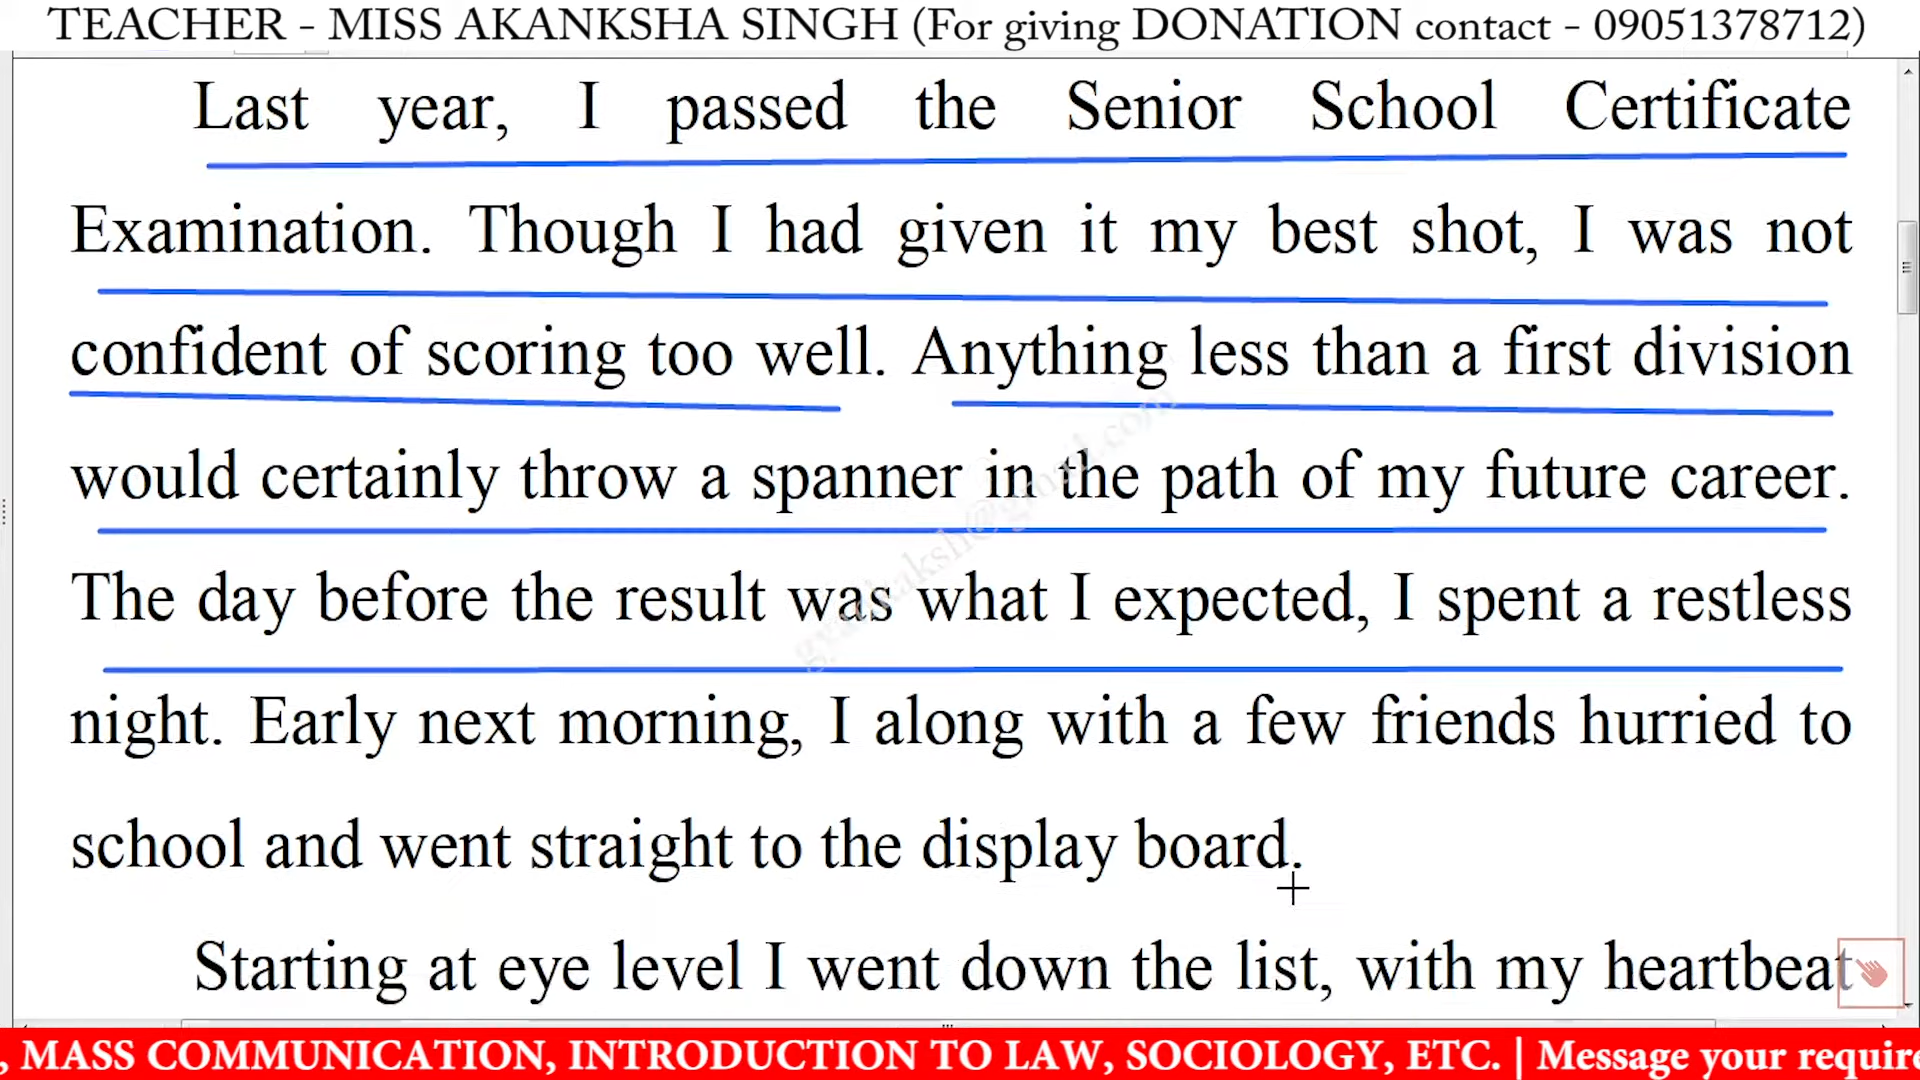 TEACHER - MISS AKANKSHA SINGH (For giving DONATION contact - 09051378712)
Last year, I passed the Senior School Certificate
Examination. Though I had given it my best shot, I was not
confident of scoring too well. Anything less than a first division
would certainly throw a spanner in the path of my future career.
The day before the result was what I expected, I spent a restless
night. Early next morning, I along with a few friends hurried to
school and went straight to the display board.
Starting at eye level I went down the list, with my heartbeat
, MASS COMMUNICATION, INTRODUCTION TO LAW, SOCIOLOGY, ETC. | Message your require